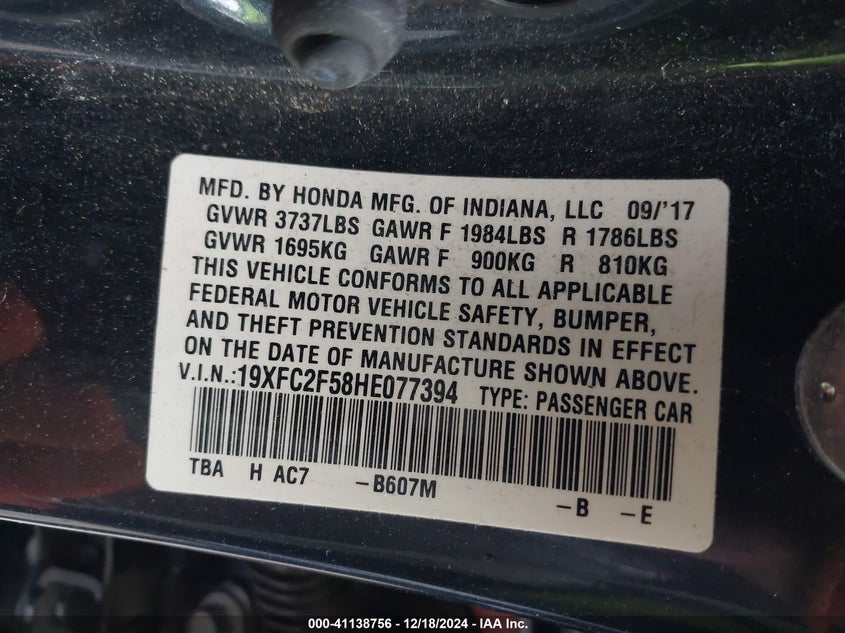 MFD. BY HONDA MFG. OF INDIANA, LLC 09/'17
GVWR 3737LBS GAWR F 1984LBS R 1786LBS
GVWR 1695KG GAWR F 900KG R 810KG
THIS VEHICLE CONFORMS TO ALL APPLICABLE
FEDERAL MOTOR VEHICLE SAFETY, BUMPER,
AND THEFT PREVENTION STANDARDS IN EFFECT
ON THE DATE OF MANUFACTURE SHOWN ABOVE.
V.I.N.:19XFC2F58HE077394 TYPE: PASSENGER CAR
TBA H AC7 -B607M -B -E
000-41138756 - 12/18/2024 - IAA Inc.